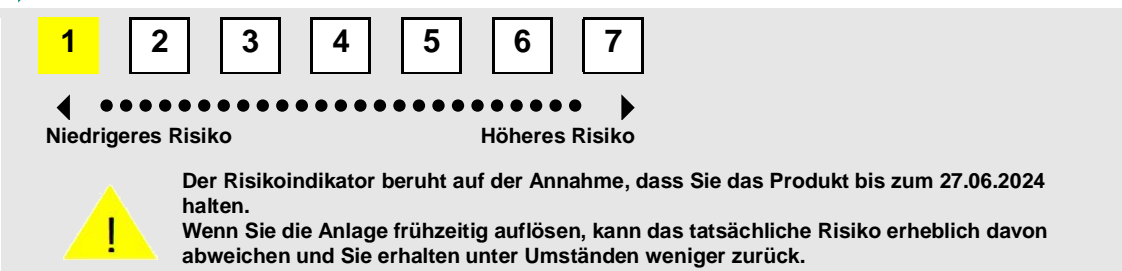 1 2 3 4 5 6 7
Niedrigeres Risiko Höheres Risiko
Der Risikoindikator beruht auf der Annahme, dass Sie das Produkt bis zum 27.06.2024
halten.
Wenn Sie die Anlage frühzeitig auflösen, kann das tatsächliche Risiko erheblich davon
abweichen und Sie erhalten unter Umständen weniger zurück.
!